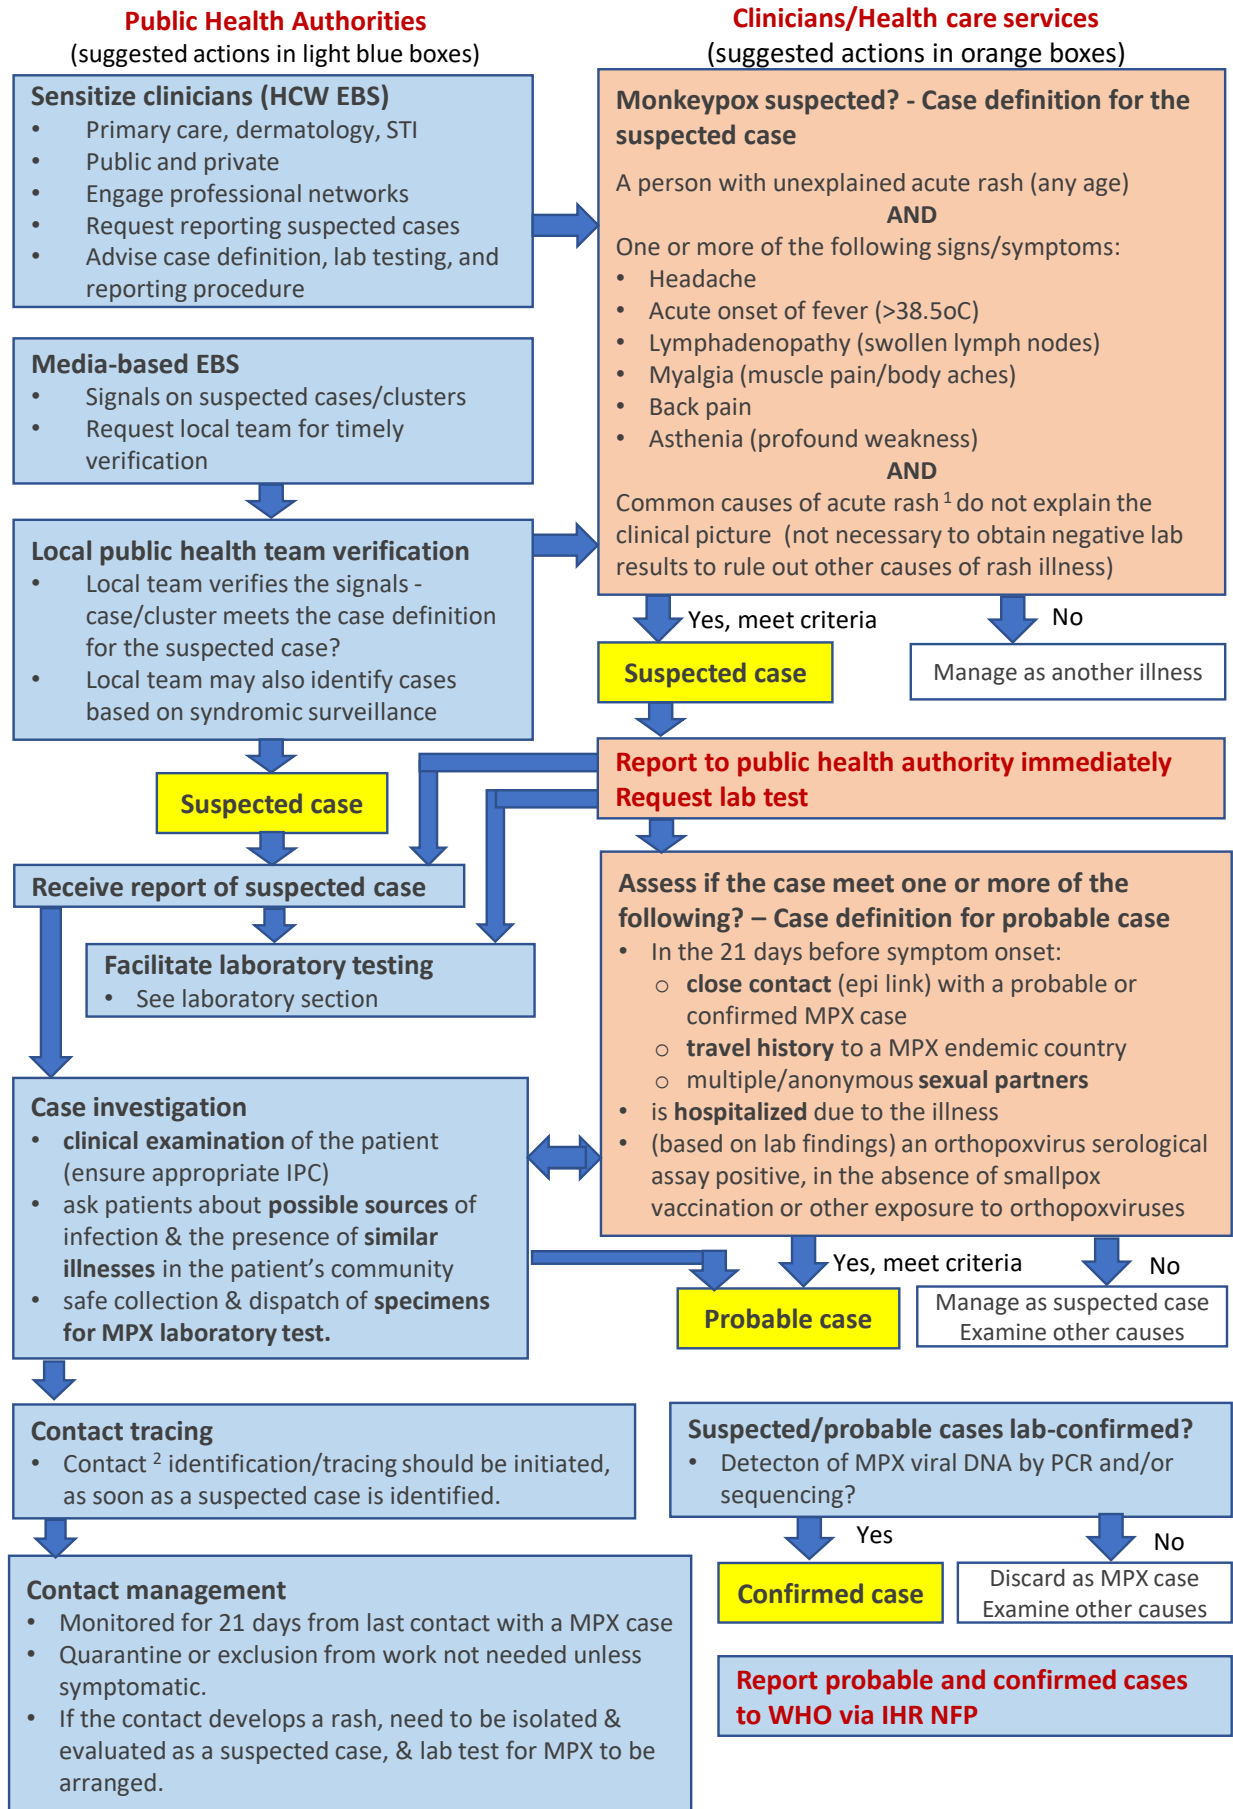 Public Health Authorities
(suggested actions in light blue boxes)
Sensitize clinicians (HCW EBS)
• Primary care, dermatology, STI
• Public and private
• Engage professional networks
• Request reporting suspected cases
• Advise case definition, lab testing, and
reporting procedure
Media-based EBS
• Signals on suspected cases/clusters
• Request local team for timely
verification
Local public health team verification
• Local team verifies the signals -
case/cluster meets the case definition
for the suspected case?
• Local team may also identify cases
based on syndromic surveillance
Suspected case
Receive report of suspected case
Facilitate laboratory testing
• See laboratory section
Case investigation
• clinical examination of the patient
(ensure appropriate IPC)
• ask patients about possible sources of
infection & the presence of similar
illnesses in the patient's community
• safe collection & dispatch of specimens
for MPX laboratory test.
Contact tracing
• Contact 2 identification/tracing should be initiated,
as soon as a suspected case is identified.
Contact management
• Monitored for 21 days from last contact with a MPX case
• Quarantine or exclusion from work not needed unless
symptomatic.
• If the contact develops a rash, need to be isolated &
evaluated as a suspected case, & lab test for MPX to be
arranged.
Clinicians/Health care services
(suggested actions in orange boxes)
Monkeypox suspected? - Case definition for the
suspected case
A person with unexplained acute rash (any age)
AND
One or more of the following signs/symptoms:
• Headache
• Acute onset of fever (>38.5oC)
• Lymphadenopathy (swollen lymph nodes)
• Myalgia (muscle pain/body aches)
• Back pain
• Asthenia (profound weakness)
AND
Common causes of acute rash 1 do not explain the
clinical picture (not necessary to obtain negative lab
results to rule out other causes of rash illness)
Yes, meet criteria
No
Suspected case
Manage as another illness
Report to public health authority immediately
Request lab test
Assess if the case meet one or more of the
following? – Case definition for probable case
• In the 21 days before symptom onset:
o close contact (epi link) with a probable or
confirmed MPX case
o travel history to a MPX endemic country
o multiple/anonymous sexual partners
• is hospitalized due to the illness
• (based on lab findings) an orthopoxvirus serological
assay positive, in the absence of smallpox
vaccination or other exposure to orthopoxviruses
Yes, meet criteria
No
Probable case
Manage as suspected case
Examine other causes
Suspected/probable cases lab-confirmed?
• Detecton of MPX viral DNA by PCR and/or
sequencing?
Yes
No
Confirmed case
Discard as MPX case
Examine other causes
Report probable and confirmed cases
to WHO via IHR NFP